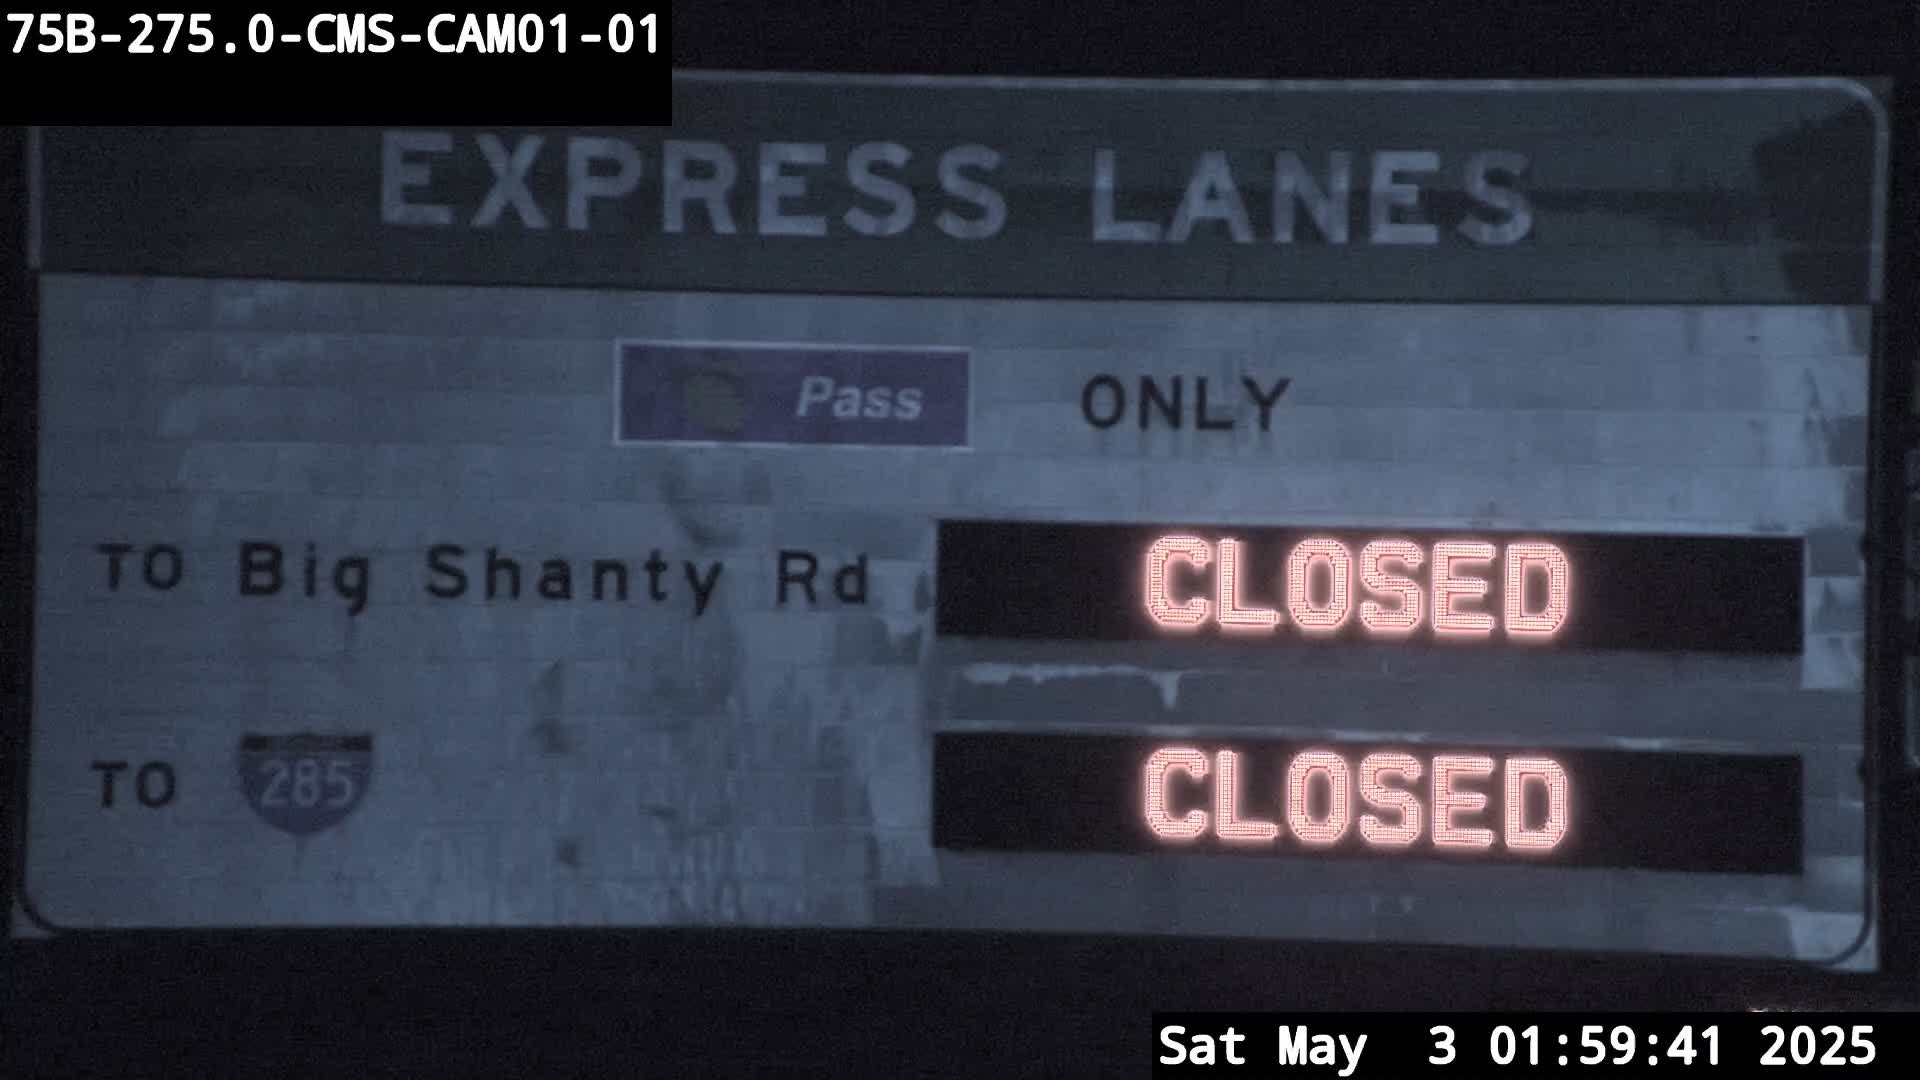 75B-275.0-CMS-CAM01-01
EXPRESS LANES
Pass ONLY
TO Big Shanty Rd CLOSED
TO 285 CLOSED
Sat May 3 01:59:41 2025